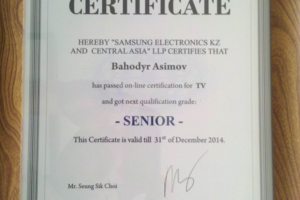 CERTIFICATE
HEREBY "SAMSUNG ELECTRONICS KZ
AND CENTRAL ASIA" LLP CERTIFIES THAT
Bahodyr Asimov
has passed on-line certification for TV
and got next qualification grade:
- SENIOR -
This Certificate is valid till 31st of December 2014.
Mr. Seung Sik Choi